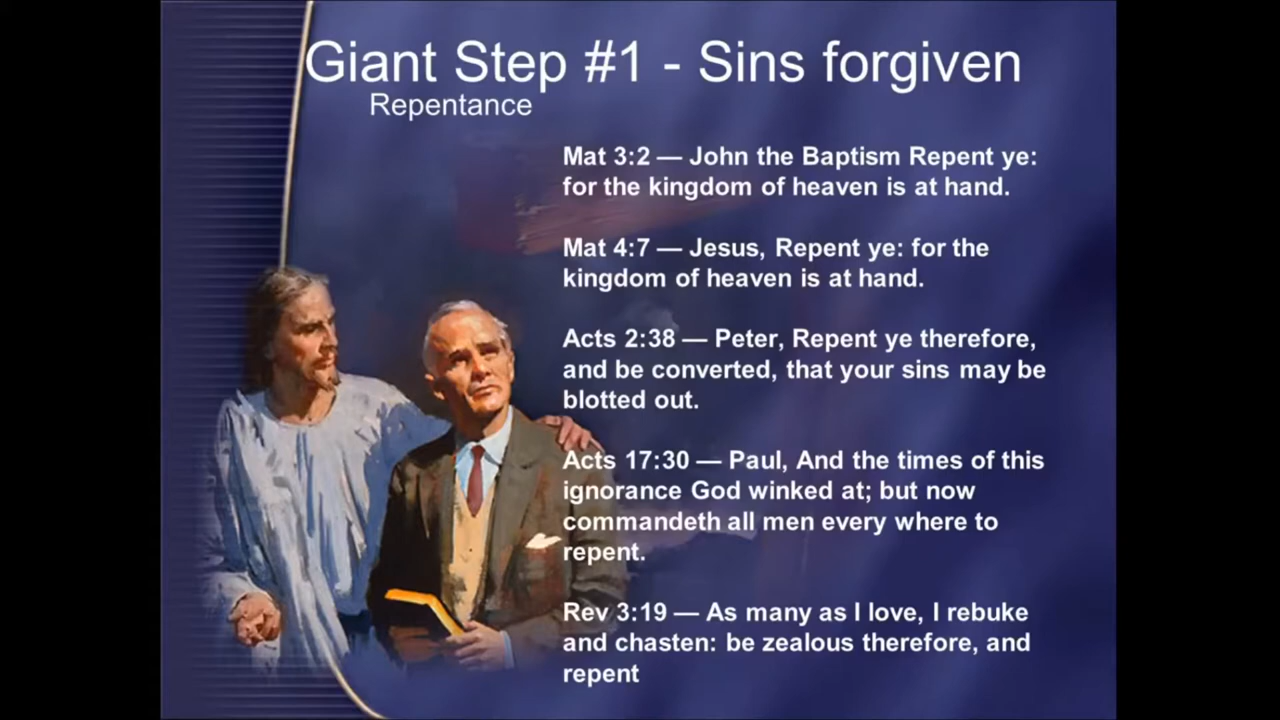 Giant Step #1 - Sins forgiven
Repentance
Mat 3:2 — John the Baptism Repent ye:
for the kingdom of heaven is at hand.
Mat 4:7 — Jesus, Repent ye: for the
kingdom of heaven is at hand.
Acts 2:38 — Peter, Repent ye therefore,
and be converted, that your sins may be
blotted out.
Acts 17:30 — Paul, And the times of this
ignorance God winked at; but now
commandeth all men every where to
repent.
Rev 3:19 — As many as I love, I rebuke
and chasten: be zealous therefore, and
repent